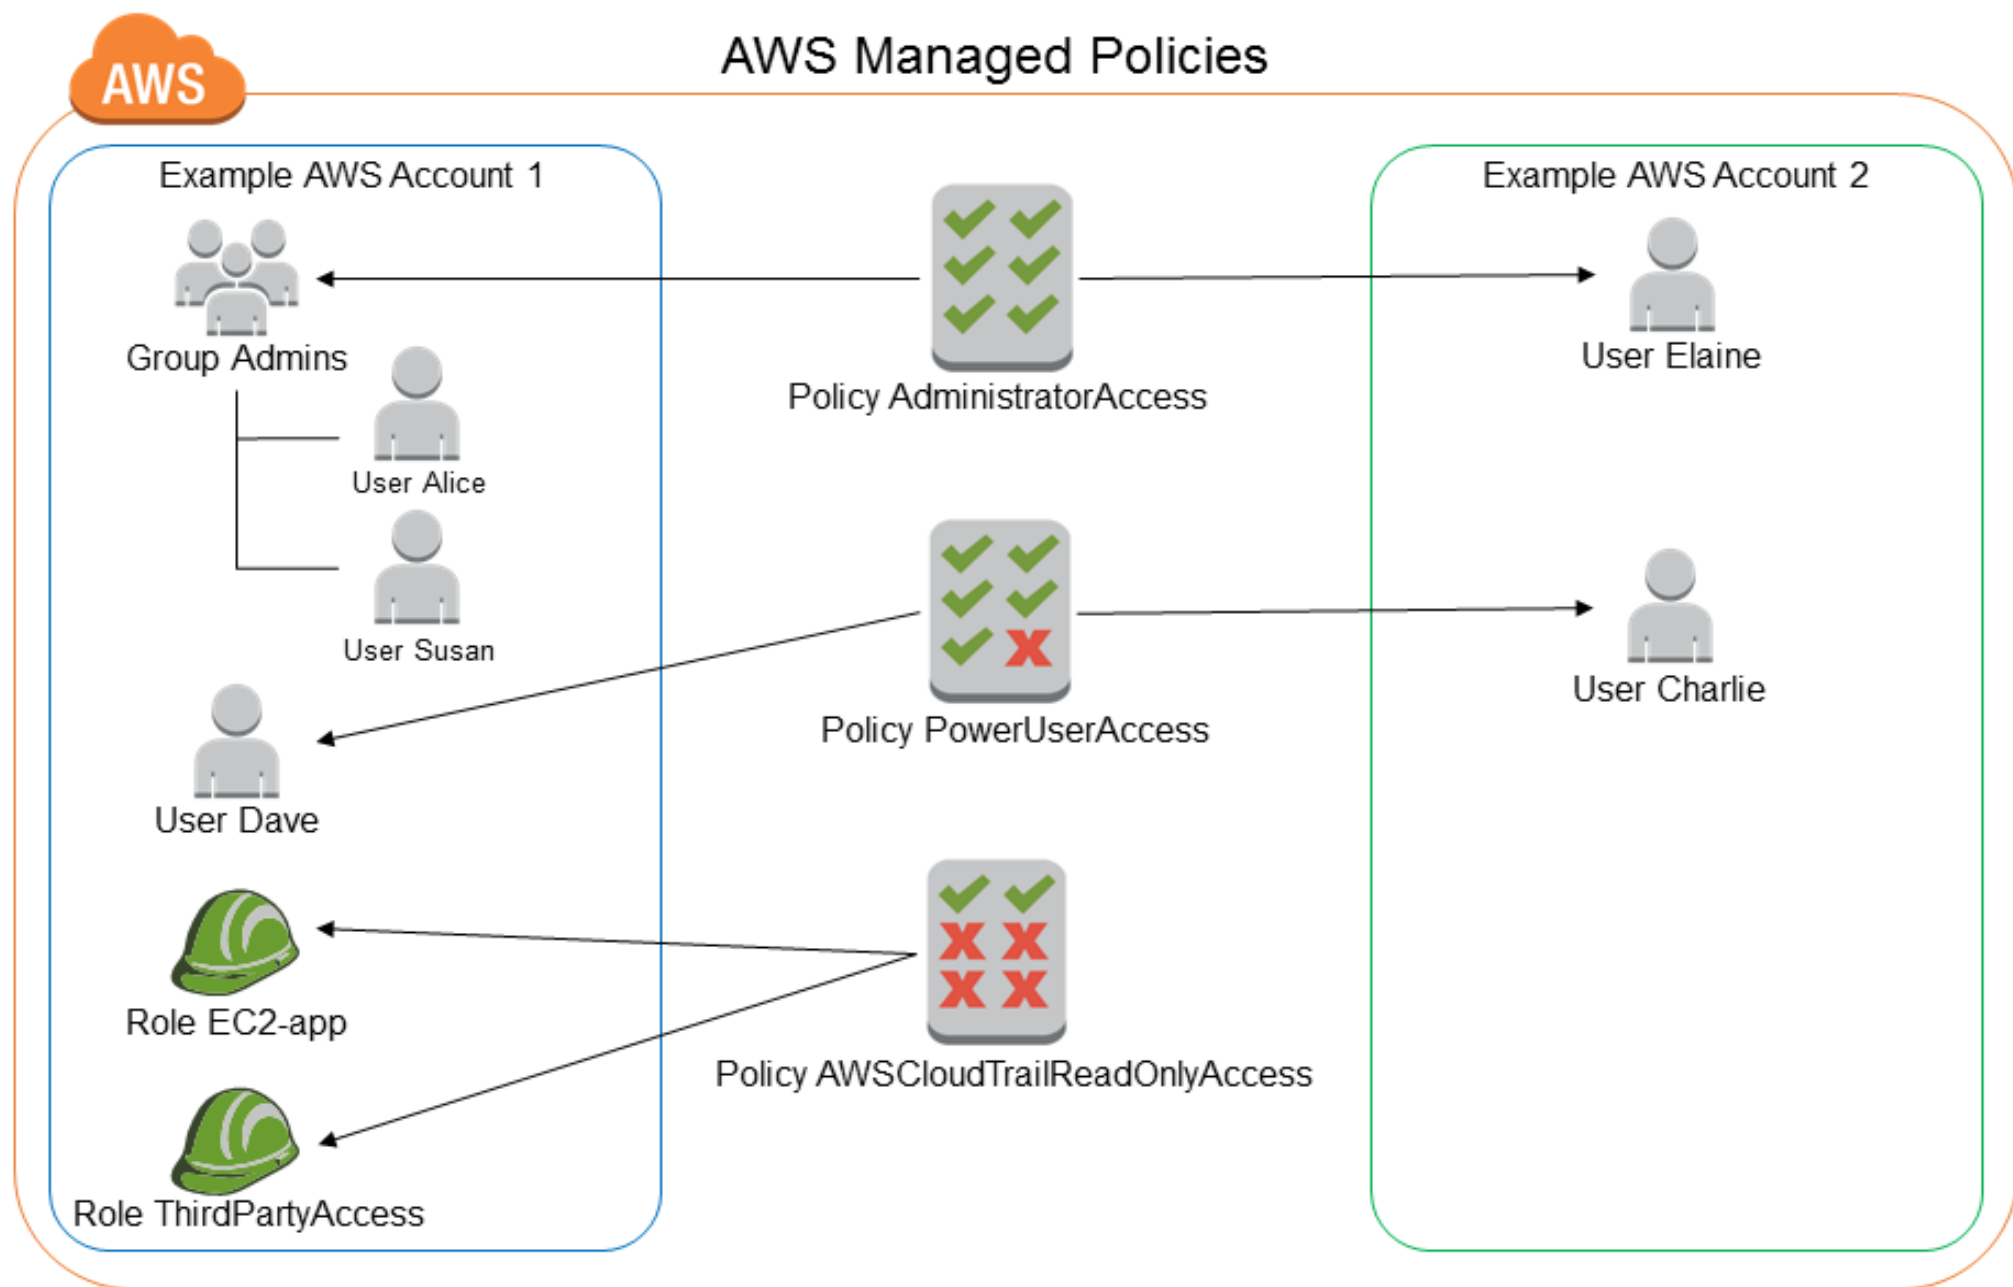 AWS Managed Policies
AWS
Example AWS Account 1
Example AWS Account 2
Group Admins
User Elaine
Policy AdministratorAccess
User Alice
User Susan
User Charlie
Policy PowerUserAccess
User Dave
Role EC2-app
Policy AWSCloudTrailReadOnlyAccess
Role ThirdPartyAccess